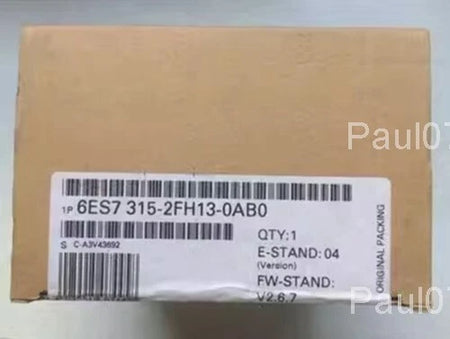 Paul07
1P 6ES7 315-2FH13-0AB0
QTY:1
S C-A3V43692
E-STAND: 04
(Version)
FW-STAND:
V2.6.7
ORIGINAL PACKING
Paul07